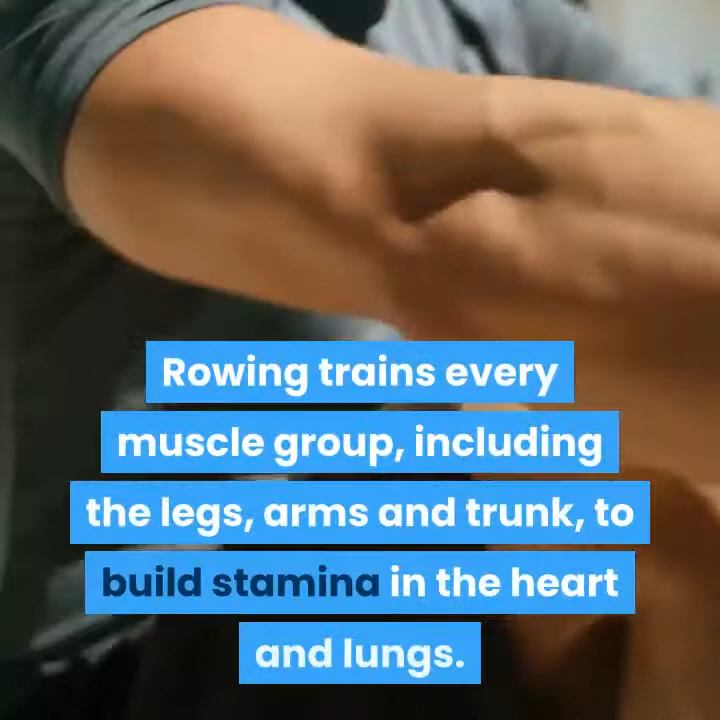 Rowing trains every
muscle group, including
the legs, arms and trunk, to
build stamina in the heart
and lungs.